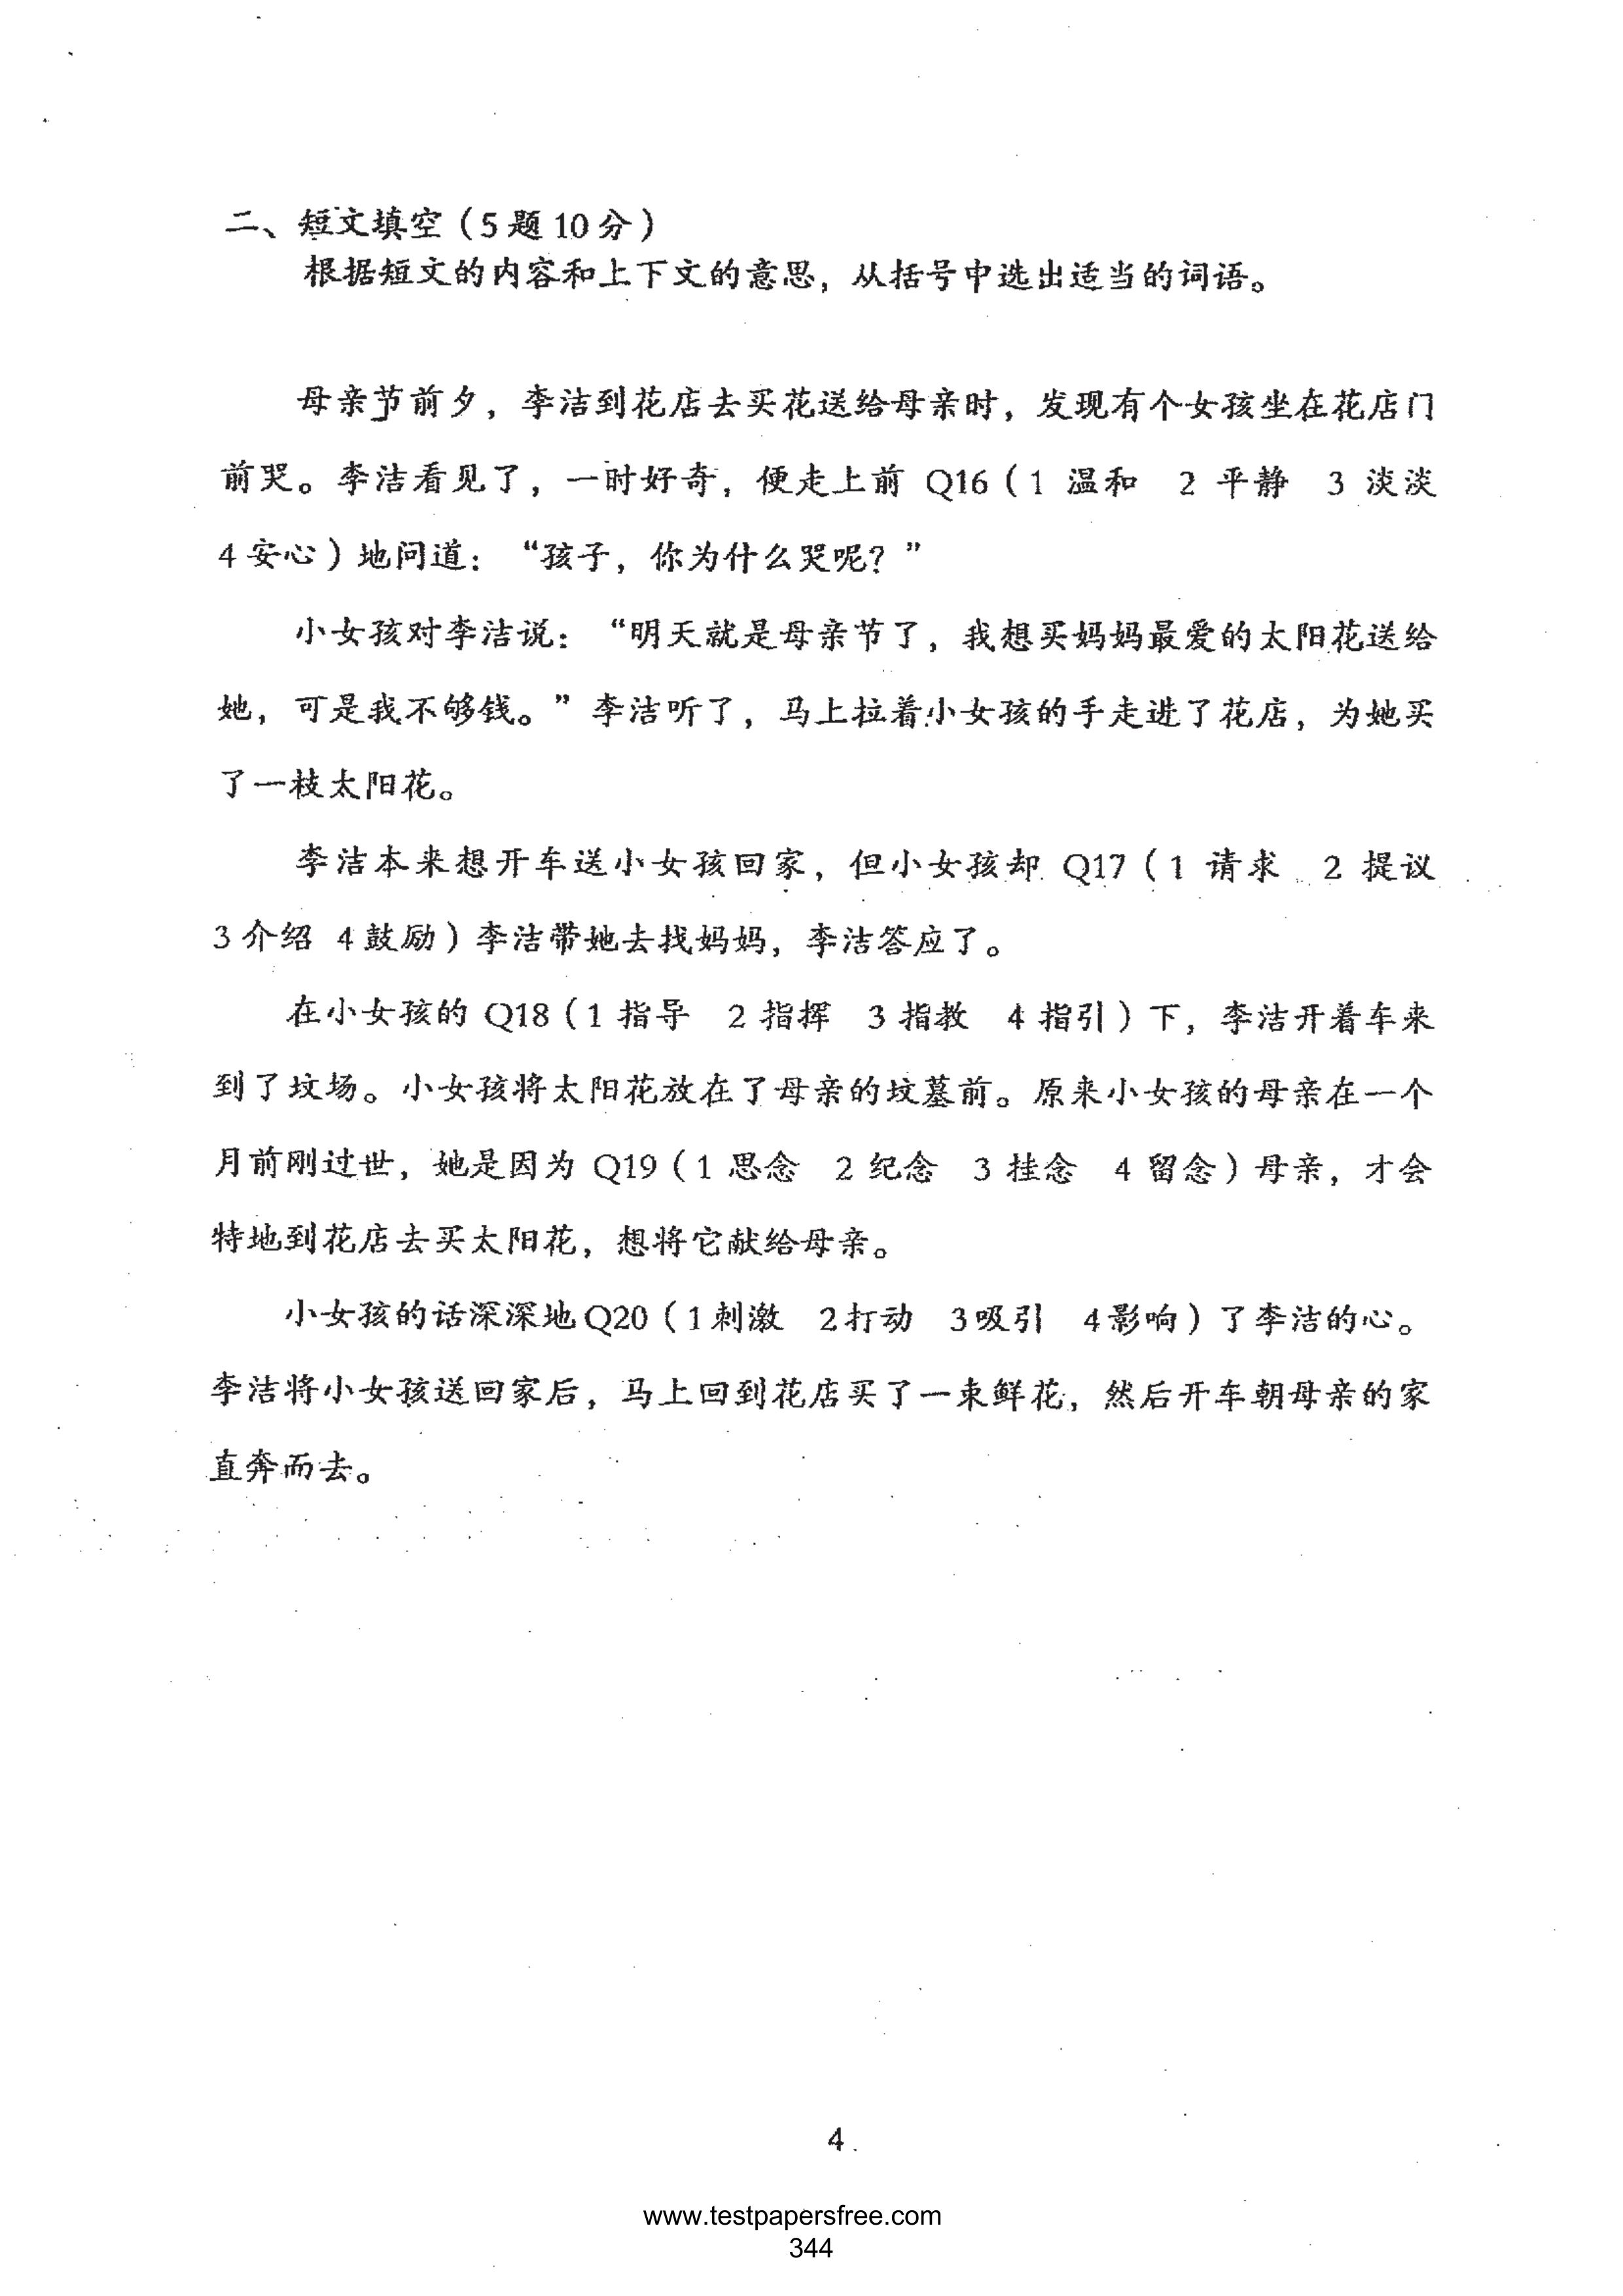 二、短文填空(5题10分)
根据短文的内容和上下文的意思，从括号中选出适当的词语。
母亲节前夕，李洁到花店去买花送给母亲时，发现有个女孩坐在花店门
前哭。李洁看见了，一时好奇，便走上前 Q16(1 温和 2 平静 3 淡淡
4 安心)地问道：“孩子，你为什么哭呢？”
小女孩对李洁说：“明天就是母亲节了，我想买妈妈最爱的太阳花送给
她，可是我不够钱。”李洁听了，马上拉着小女孩的手走进了花店，为她买
了一枝太阳花。
李洁本来想开车送小女孩回家，但小女孩却 Q17(1 请求 2 提议
3 介绍 4 鼓励)李洁带她去找妈妈，李洁答应了。
在小女孩的 Q18(1 指导 2 指挥 3 指教 4 指引)下，李洁开着车来
到了坟场。小女孩将太阳花放在了母亲的坟墓前。原来小女孩的母亲在一个
月前刚过世，她是因为 Q19(1 思念 2 纪念 3 挂念 4 留念)母亲，才会
特地到花店去买太阳花，想将它献给母亲。
小女孩的话深深地Q20(1刺激 2打动 3吸引 4影响)了李洁的心。
李洁将小女孩送回家后，马上回到花店买了一束鲜花，然后开车朝母亲的家
直奔而去。
4
www.testpapersfree.com
344